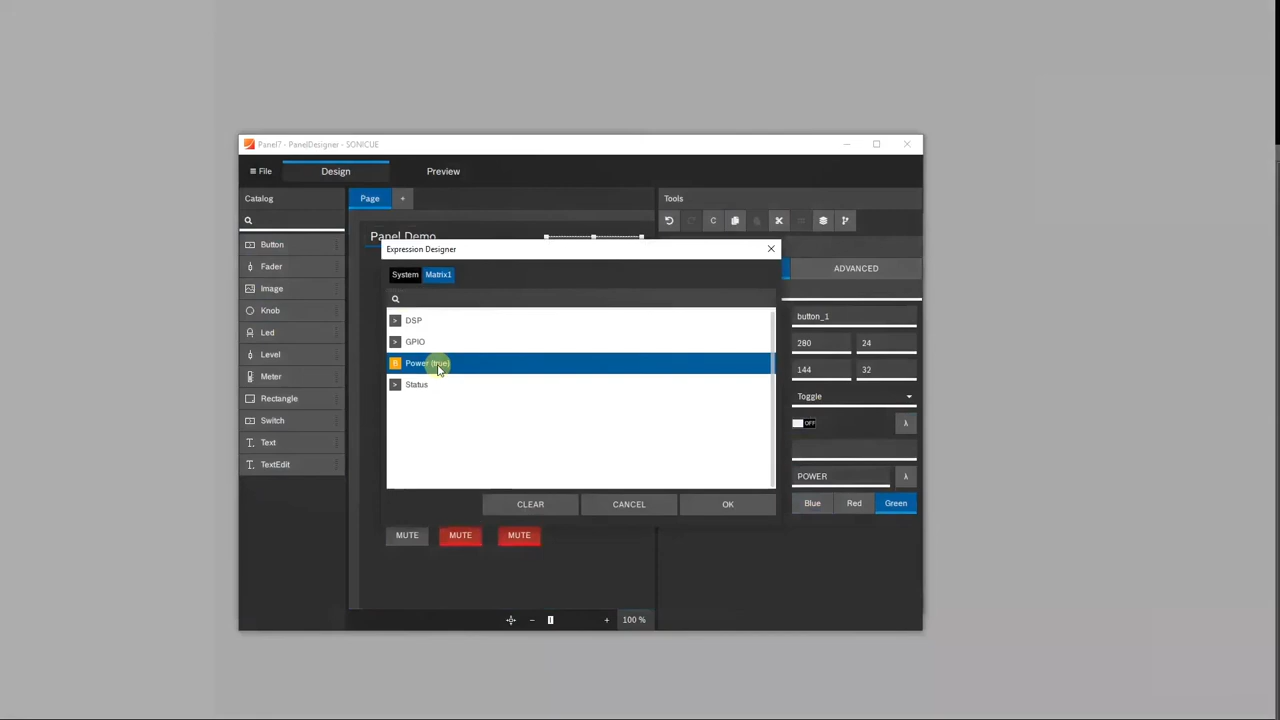 Panel7 - PanelDesigner - SONICUE
File
Design
Preview
Catalog
Button
Fader
Image
Knob
Led
Level
Meter
Rectangle
Switch
Text
TextEdit
Page
+
Panel Demo
Expression Designer
System
Matrix1
DSP
GPIO
Power (true)
Status
CLEAR
CANCEL
OK
MUTE
MUTE
MUTE
100 %
Tools
ADVANCED
button_1
280
24
144
32
Toggle
OFF
λ
POWER
λ
Blue
Red
Green